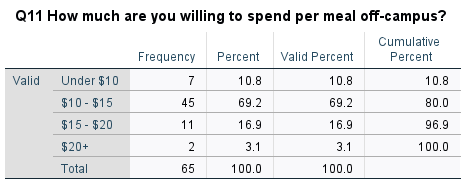 Q11 How much are you willing to spend per meal off-campus?
Frequency Percent Valid Percent Cumulative Percent
Valid Under $10 7 10.8 10.8 10.8
$10 - $15 45 69.2 69.2 80.0
$15 - $20 11 16.9 16.9 96.9
$20+ 2 3.1 3.1 100.0
Total 65 100.0 100.0